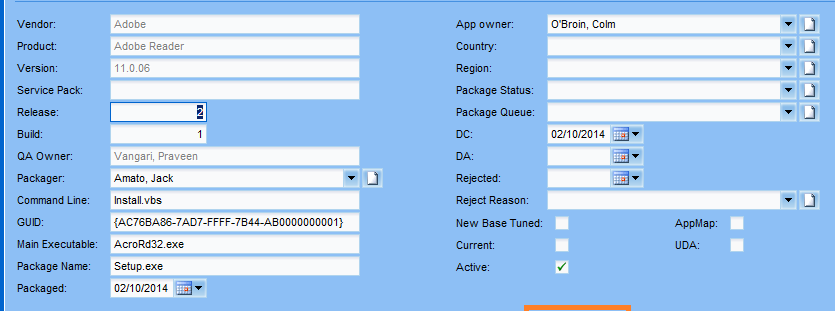 Vendor: Adobe
Product: Adobe Reader
Version: 11.0.06
Service Pack:
Release: 2
Build: 1
QA Owner: Vangari, Praveen
Packager: Amato, Jack
Command Line: Install.vbs
GUID: {AC76BA86-7AD7-FFFF-7B44-AB0000000001}
Main Executable: AcroRd32.exe
Package Name: Setup.exe
Packaged: 02/10/2014
App owner: O'Broin, Colm
Country:
Region:
Package Status:
Package Queue:
DC: 02/10/2014
DA:
Rejected:
Reject Reason:
New Base Tuned: AppMap:
Current: UDA:
Active: